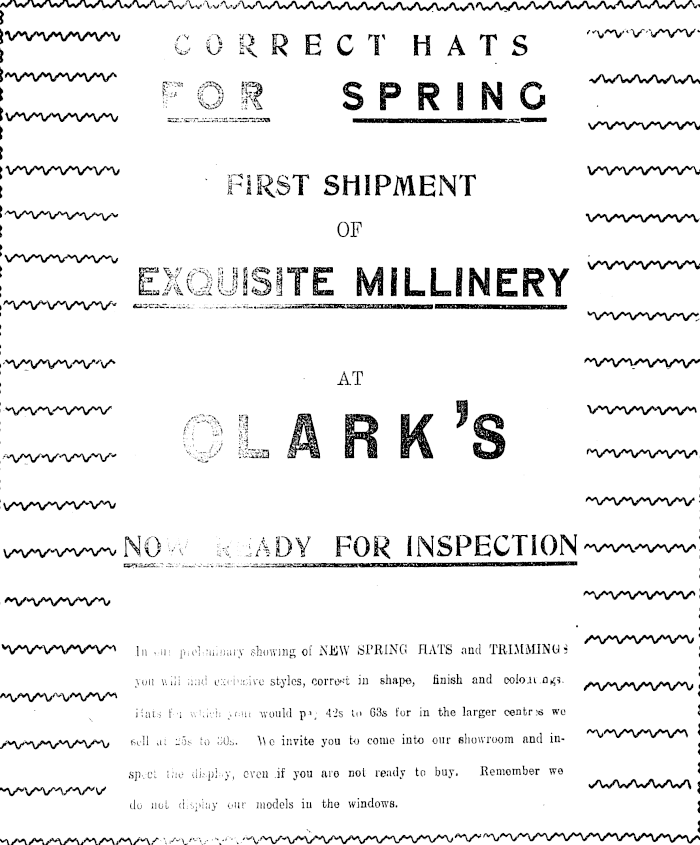 CORRECT HATS
FOR SPRING
FIRST SHIPMENT
OF
EXQUISITE MILLINERY
AT
CLARK'S
NOW READY FOR INSPECTION
In our preliminary showing of NEW SPRING HATS and TRIMMINGS
you will find exclusive styles, correct in shape, finish and colourings.
Hats for which your would pay 42s to 63s for in the larger centres we
sell at 25s to 30s. We invite you to come into our showroom and in-
spect the display, even if you are not ready to buy. Remember we
do not display our models in the windows.